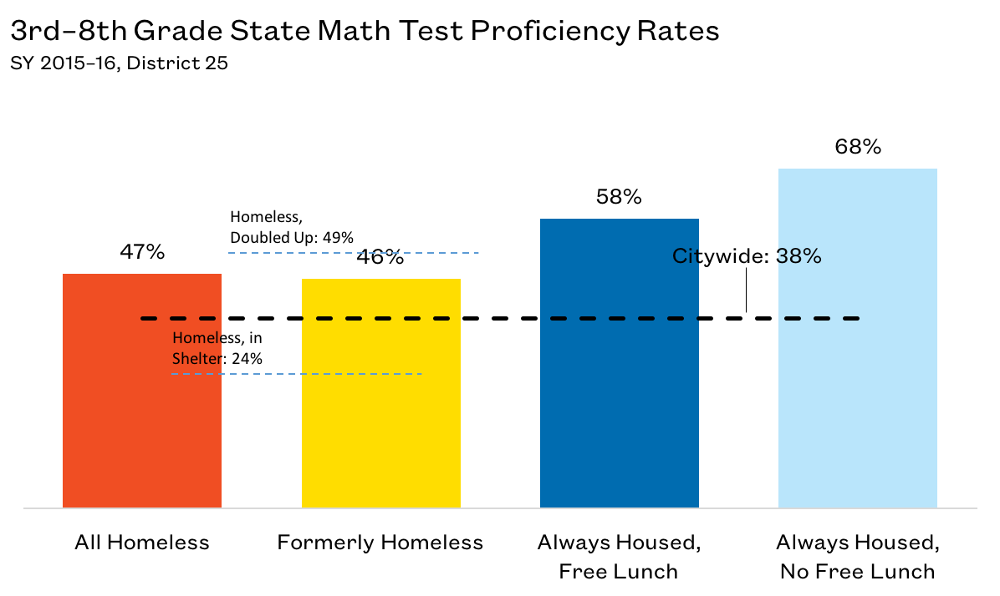 3rd–8th Grade State Math Test Proficiency Rates
SY 2015–16, District 25
68%
58%
Homeless,
Doubled Up: 49%
47%
46%
Citywide: 38%
Homeless, in
Shelter: 24%
All Homeless
Formerly Homeless
Always Housed,
Free Lunch
Always Housed,
No Free Lunch